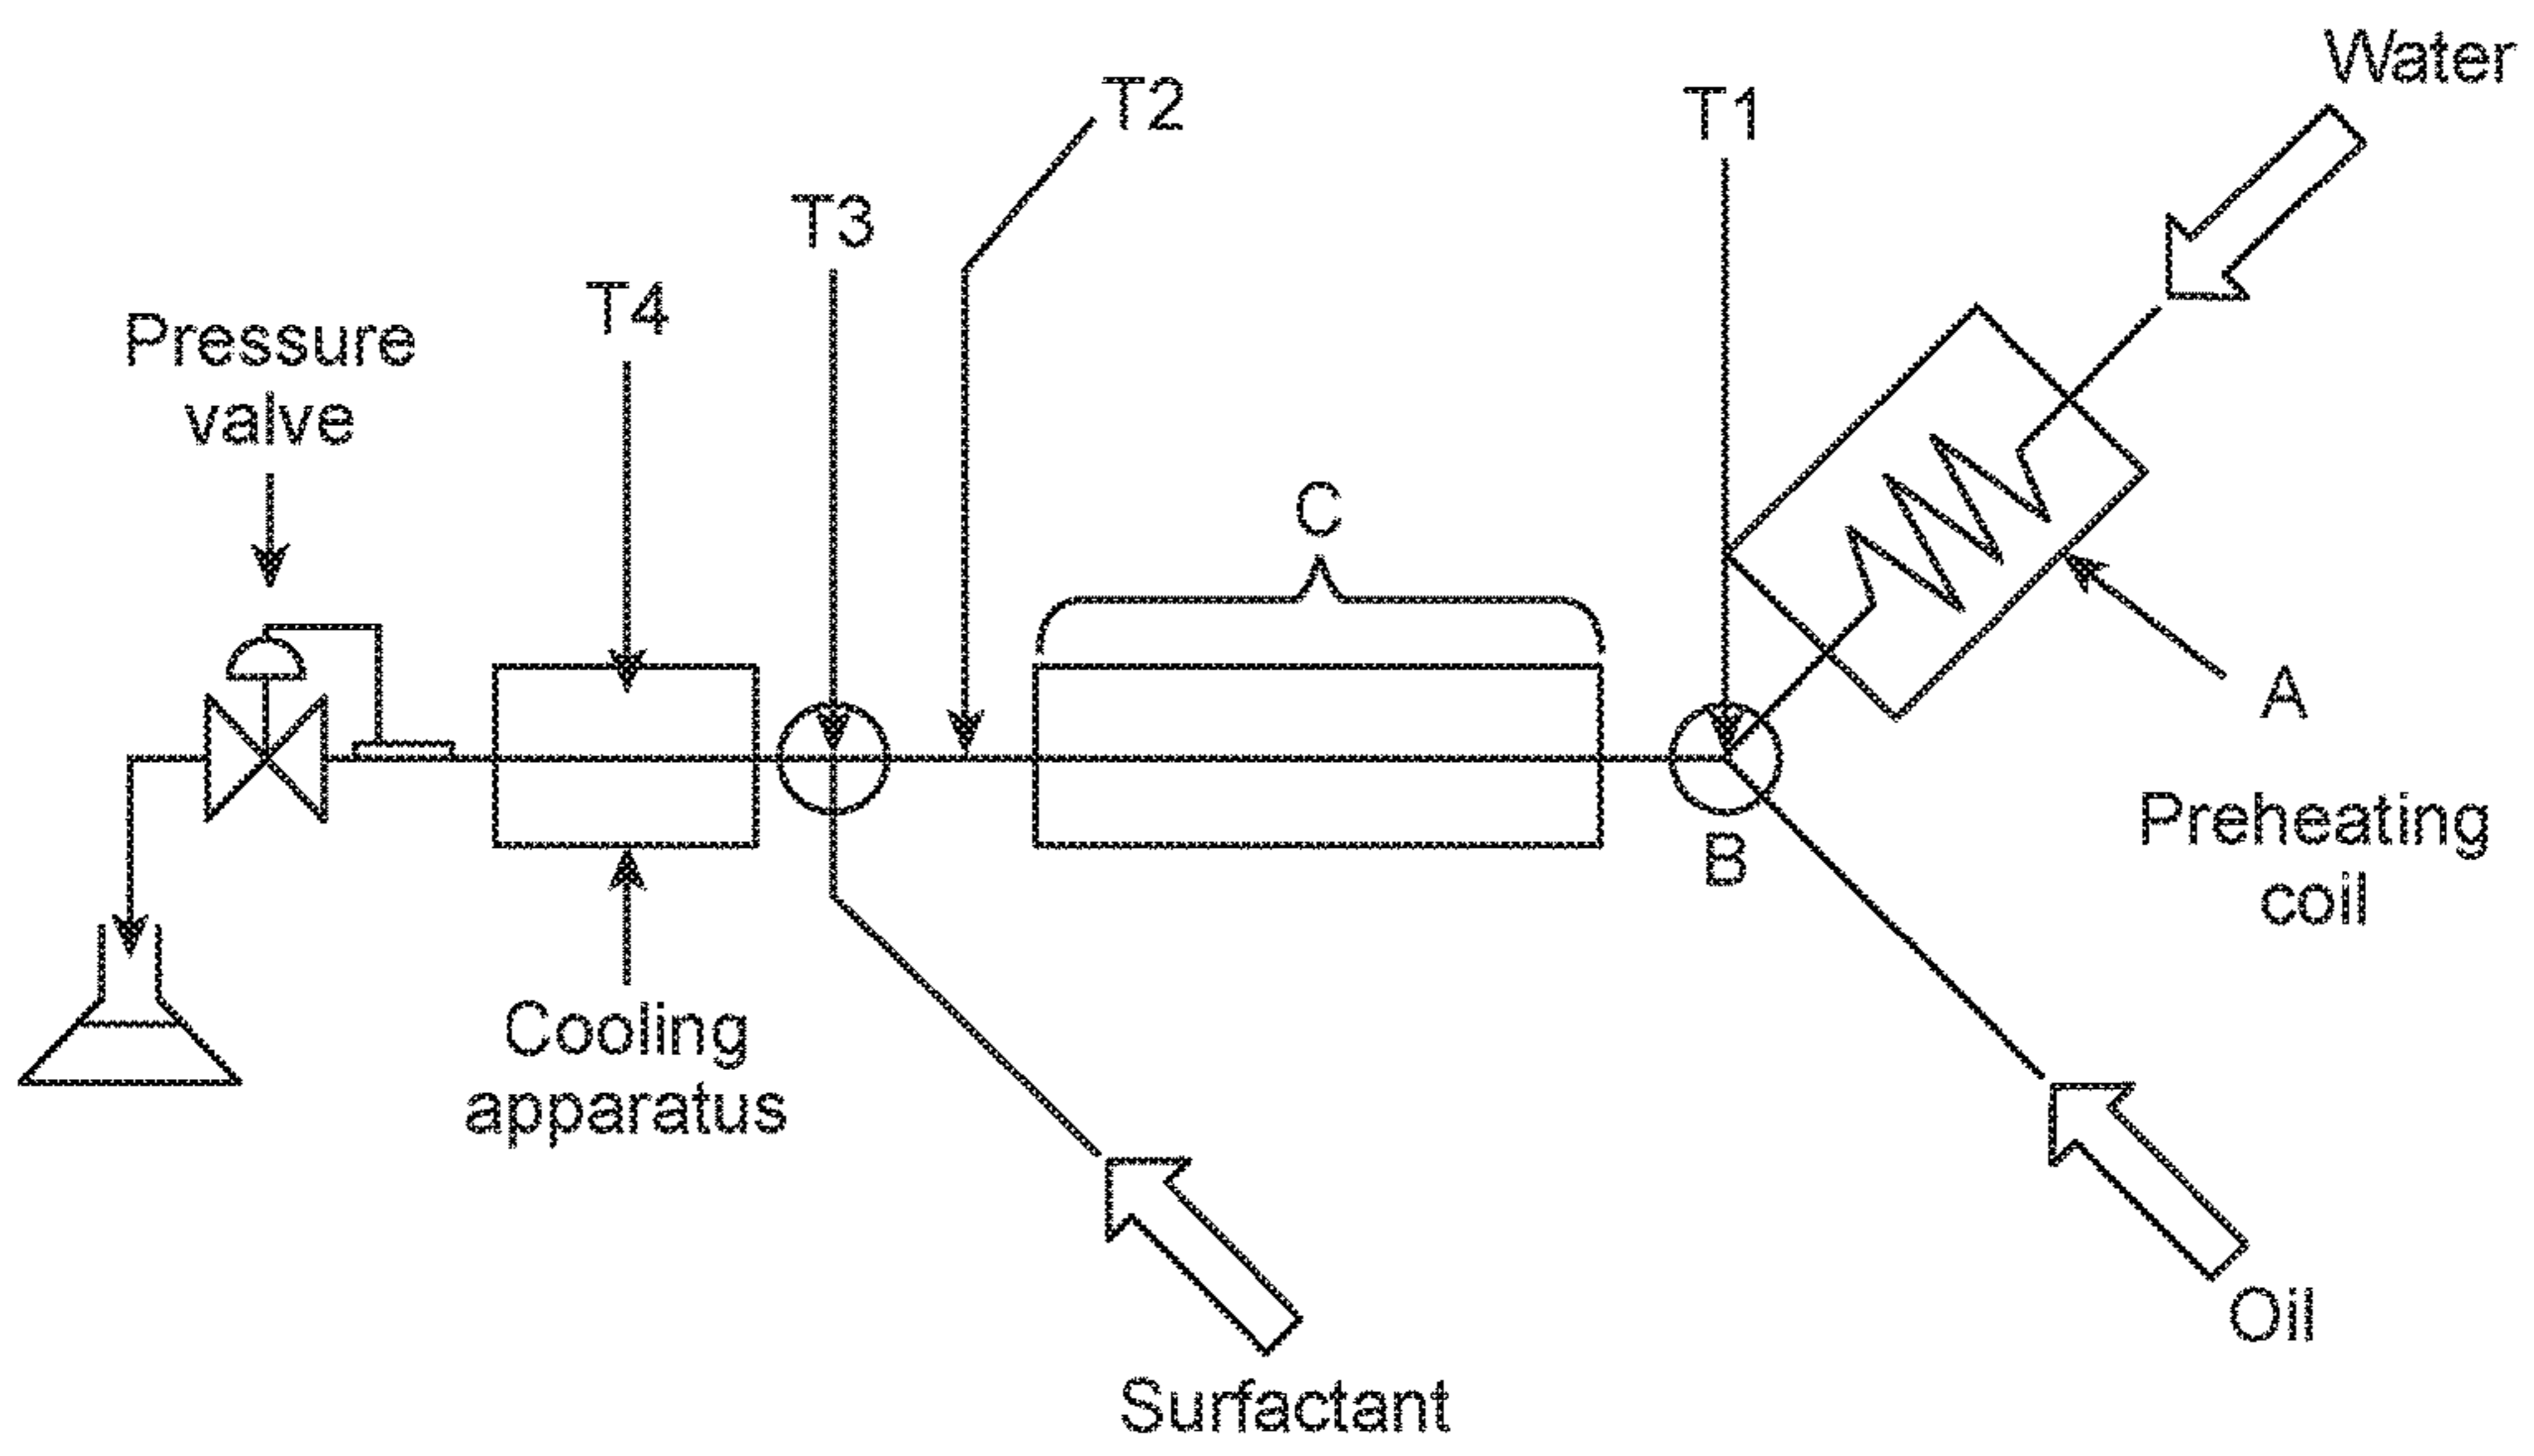 Water
T2
T1
T3
T4
Pressure
valve
C
A
Preheating
coil
B
Cooling
apparatus
Oil
Surfactant